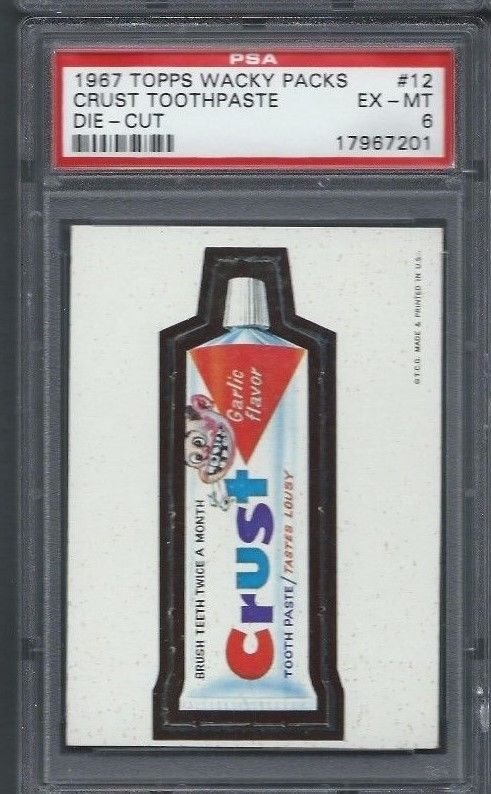 PSA
1967 TOPPS WACKY PACKS #12
CRUST TOOTHPASTE EX - MT
DIE - CUT 6
17967201
© T.C.G. MADE & PRINTED IN U.S.
Garlic
flavor
BRUSH TEETH TWICE A MONTH
Crust
TOOTH PASTE / TASTES LOUSY